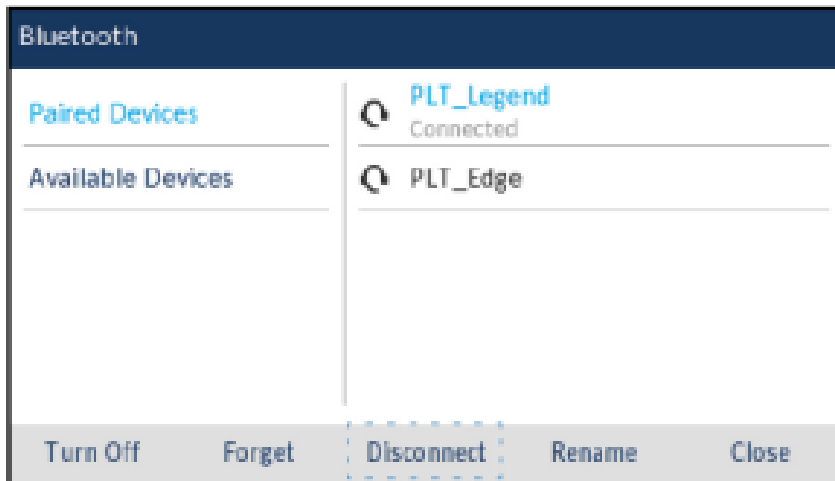 Bluetooth
Paired Devices
Available Devices
PLT_Legend
Connected
PLT_Edge
Turn Off Forget Disconnect Rename Close